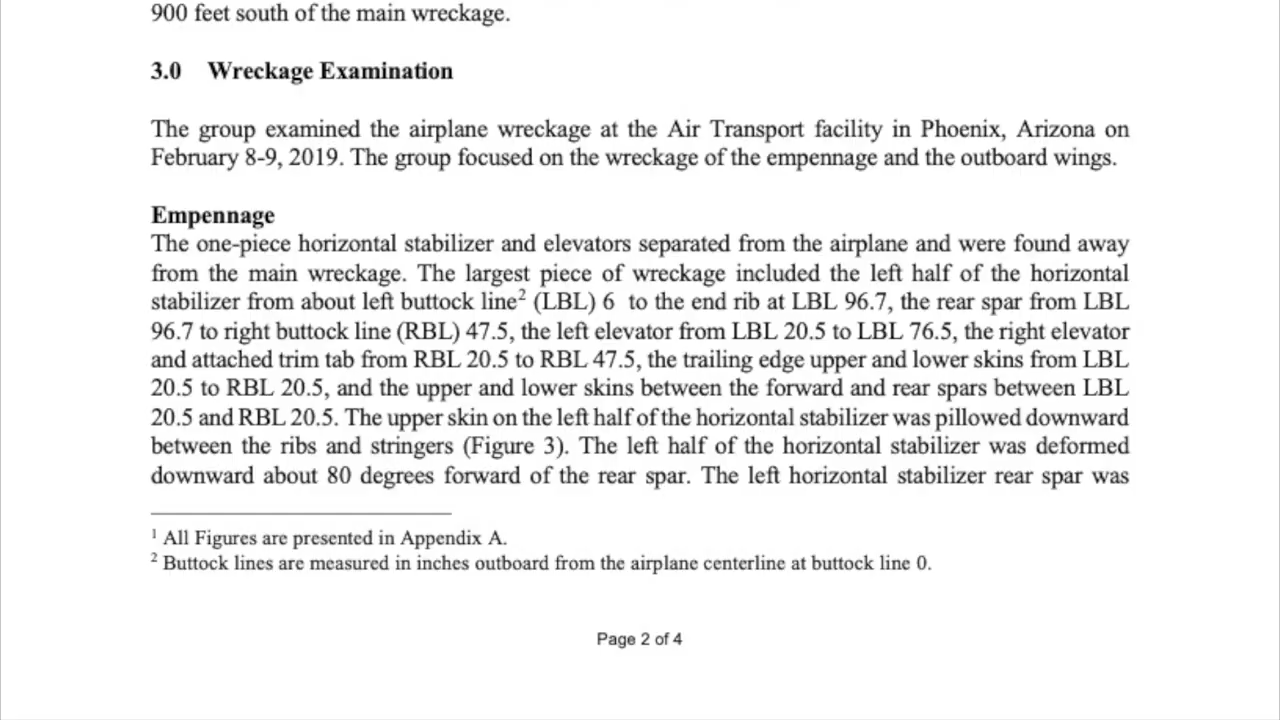 900 feet south of the main wreckage.
3.0 Wreckage Examination
The group examined the airplane wreckage at the Air Transport facility in Phoenix, Arizona on
February 8-9, 2019. The group focused on the wreckage of the empennage and the outboard wings.
Empennage
The one-piece horizontal stabilizer and elevators separated from the airplane and were found away
from the main wreckage. The largest piece of wreckage included the left half of the horizontal
stabilizer from about left buttock line2 (LBL) 6 to the end rib at LBL 96.7, the rear spar from LBL
96.7 to right buttock line (RBL) 47.5, the left elevator from LBL 20.5 to LBL 76.5, the right elevator
and attached trim tab from RBL 20.5 to RBL 47.5, the trailing edge upper and lower skins from LBL
20.5 to RBL 20.5, and the upper and lower skins between the forward and rear spars between LBL
20.5 and RBL 20.5. The upper skin on the left half of the horizontal stabilizer was pillowed downward
between the ribs and stringers (Figure 3). The left half of the horizontal stabilizer was deformed
downward about 80 degrees forward of the rear spar. The left horizontal stabilizer rear spar was
1 All Figures are presented in Appendix A.
2 Buttock lines are measured in inches outboard from the airplane centerline at buttock line 0.
Page 2 of 4